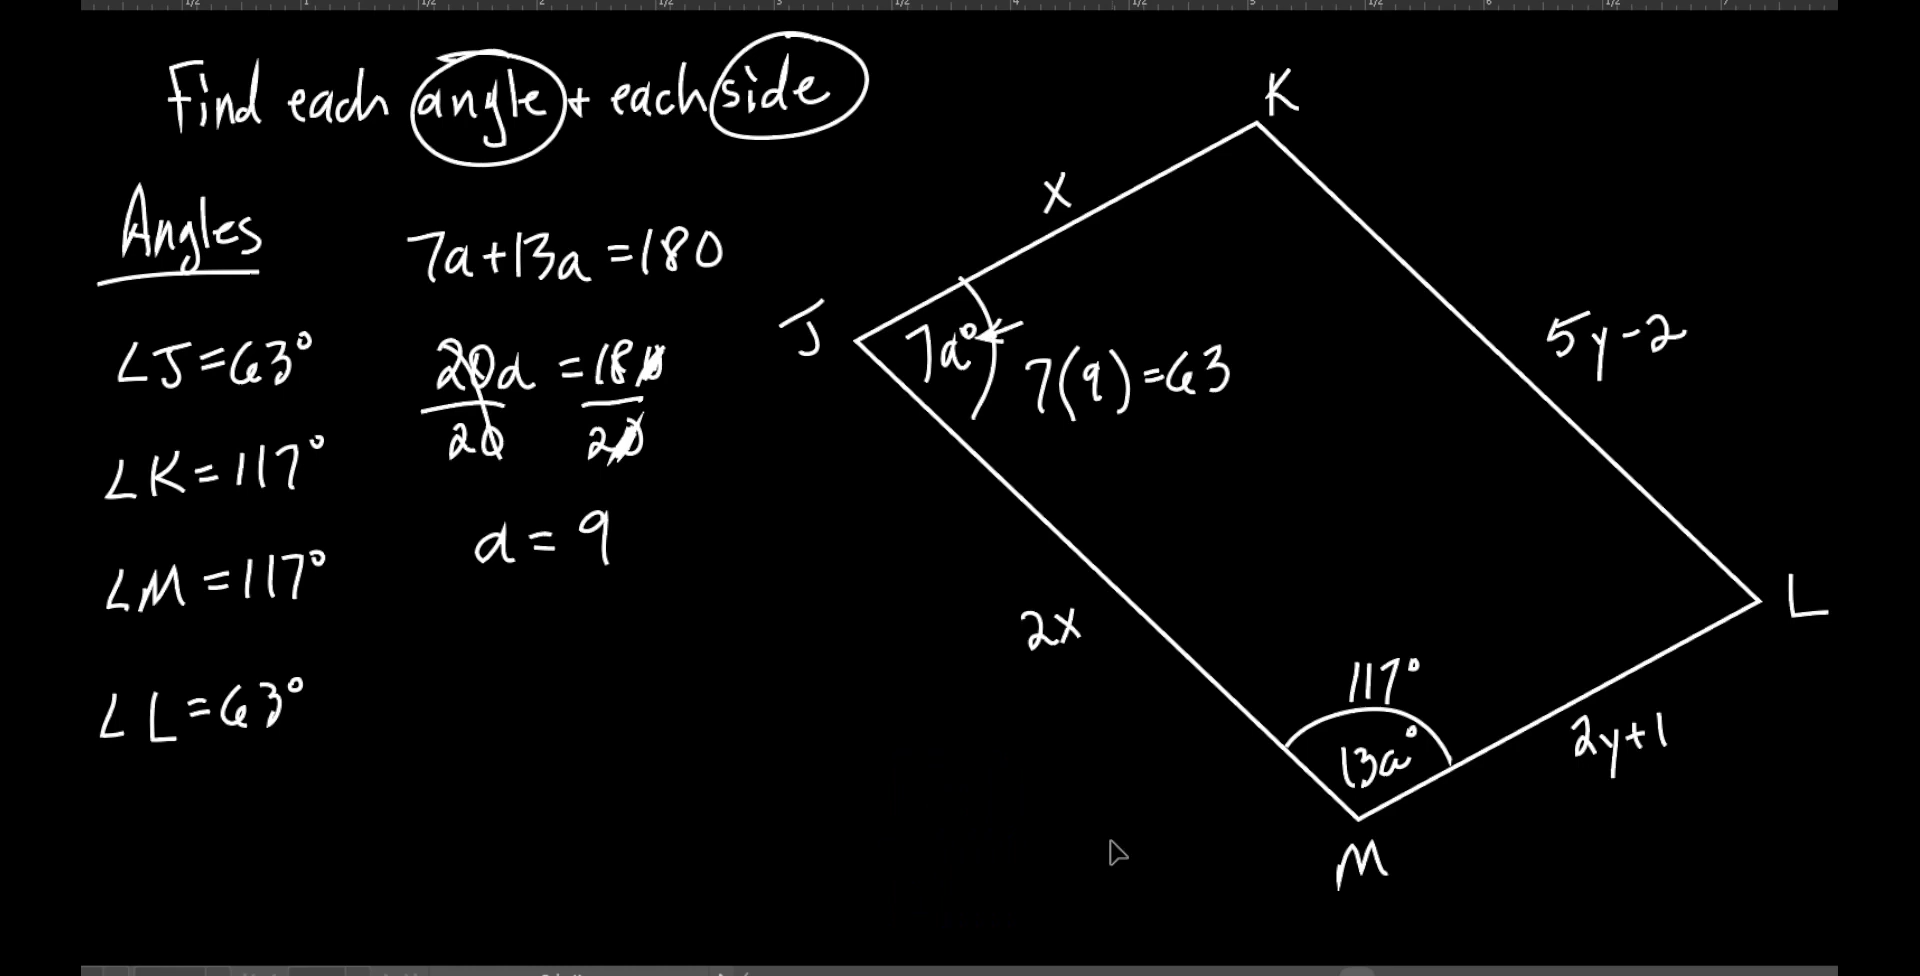 Find each angle + each side
Angles
7a+13a=180
∠J=63°
20a=180
20 20
∠K=117°
a=9
∠M=117°
∠L=63°
K
x
J
7a°
7(9)=63
5y-2
2x
L
117°
13a°
2y+1
M